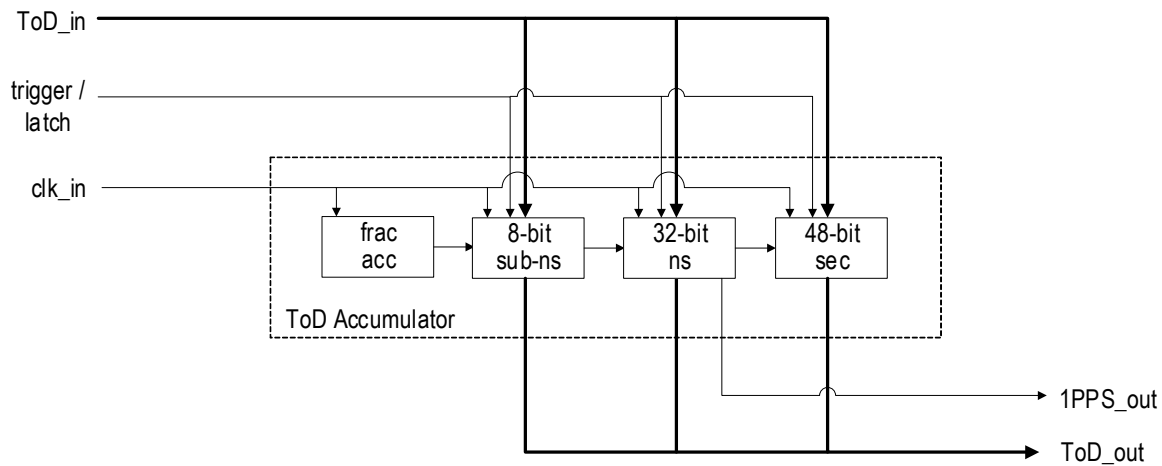 ToD_in
trigger /
latch
clk_in
frac
acc
8-bit
sub-ns
32-bit
ns
48-bit
sec
ToD Accumulator
1PPS_out
ToD_out